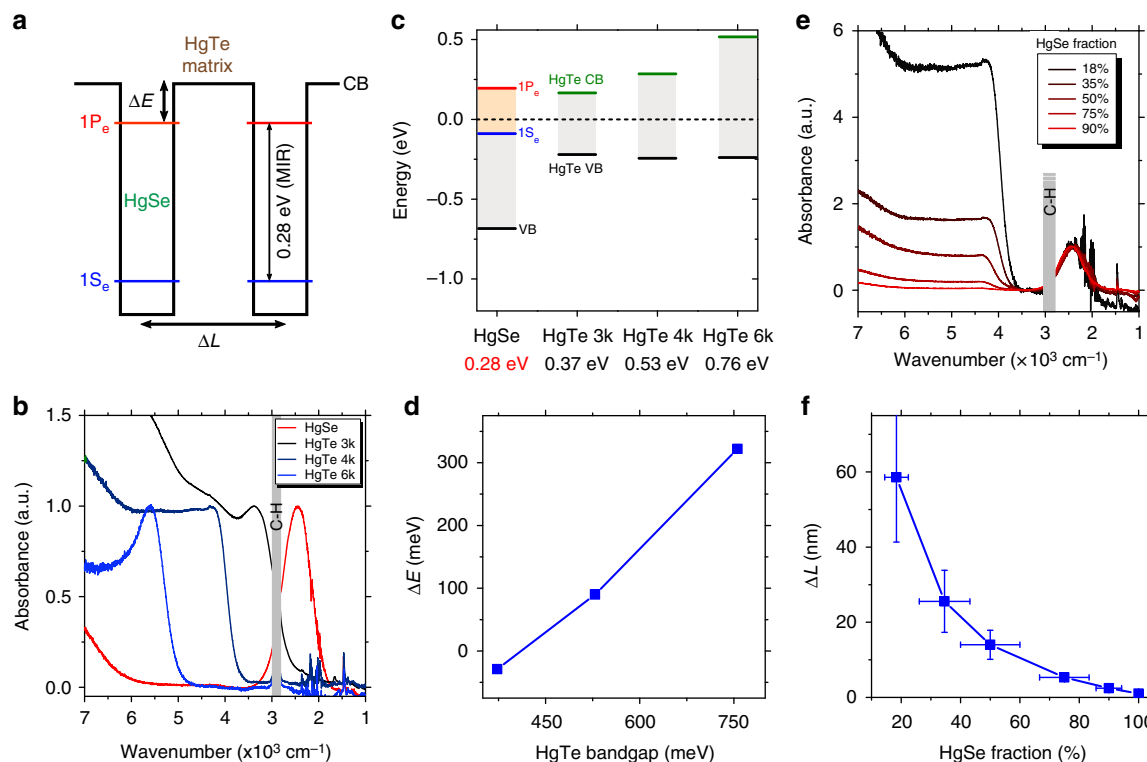 a
HgTe
matrix
CB
ΔE
1Pe
HgSe
0.28 eV (MIR)
1Se
ΔL
b
1.5
1.0
0.5
0.0
Absorbance (a.u.)
HgSe
HgTe 3k
HgTe 4k
HgTe 6k
C-H
7 6 5 4 3 2 1
Wavenumber (x10³ cm⁻¹)
c
0.5
0.0
−0.5
−1.0
Energy (eV)
1Pe
HgTe CB
1Se
HgTe VB
VB
HgSe HgTe 3k HgTe 4k HgTe 6k
0.28 eV 0.37 eV 0.53 eV 0.76 eV
d
300
200
100
0
ΔE (meV)
450 600 750
HgTe bandgap (meV)
e
HgSe fraction
18%
35%
50%
75%
90%
6
4
2
0
Absorbance (a.u.)
C-H
7 6 5 4 3 2 1
Wavenumber (×10³ cm⁻¹)
f
60
40
20
0
ΔL (nm)
20 40 60 80 100
HgSe fraction (%)